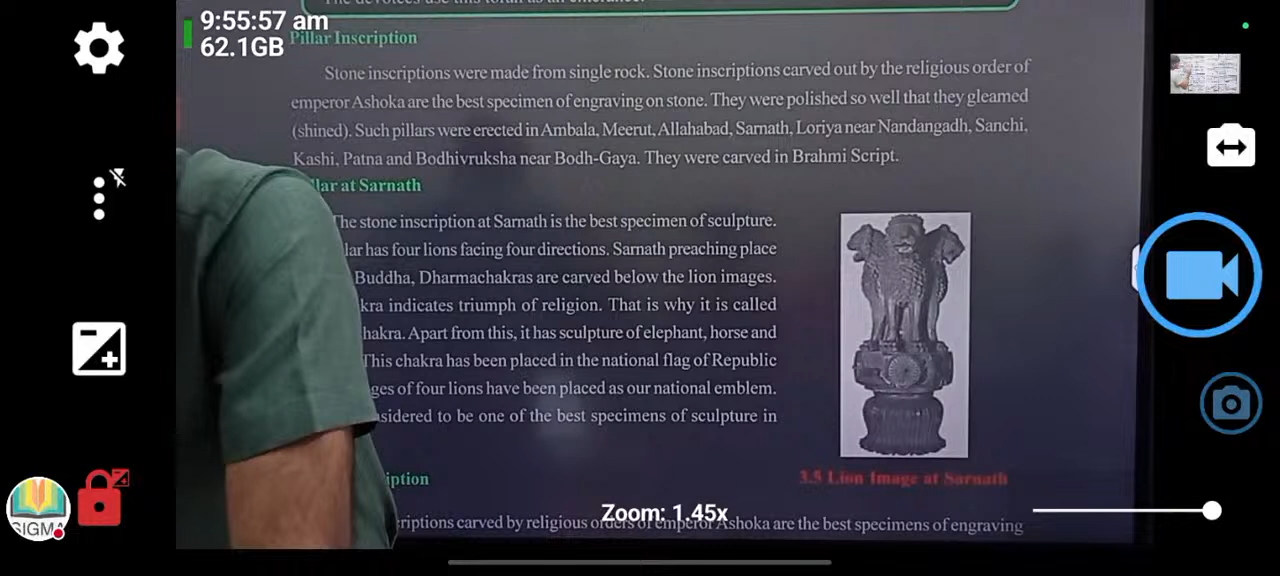 The devotees use this toran as an entrance.
9:55:57 am
62.1GB
Pillar Inscription
Stone inscriptions were made from single rock. Stone inscriptions carved out by the religious order of
emperor Ashoka are the best specimen of engraving on stone. They were polished so well that they gleamed
(shined). Such pillars were erected in Ambala, Meerut, Allahabad, Sarnath, Loriya near Nandangadh, Sanchi,
Kashi, Patna and Bodhivruksha near Bodh-Gaya. They were carved in Brahmi Script.
llar at Sarnath
The stone inscription at Sarnath is the best specimen of sculpture.
lar has four lions facing four directions. Sarnath preaching place
Buddha, Dharmachakras are carved below the lion images.
kra indicates triumph of religion. That is why it is called
hakra. Apart from this, it has sculpture of elephant, horse and
This chakra has been placed in the national flag of Republic
ges of four lions have been placed as our national emblem.
sidered to be one of the best specimens of sculpture in
3.5 Lion Image at Sarnath
iption
Zoom: 1.45x
riptions carved by religious orders of emperor Ashoka are the best specimens of engraving
SIGMA